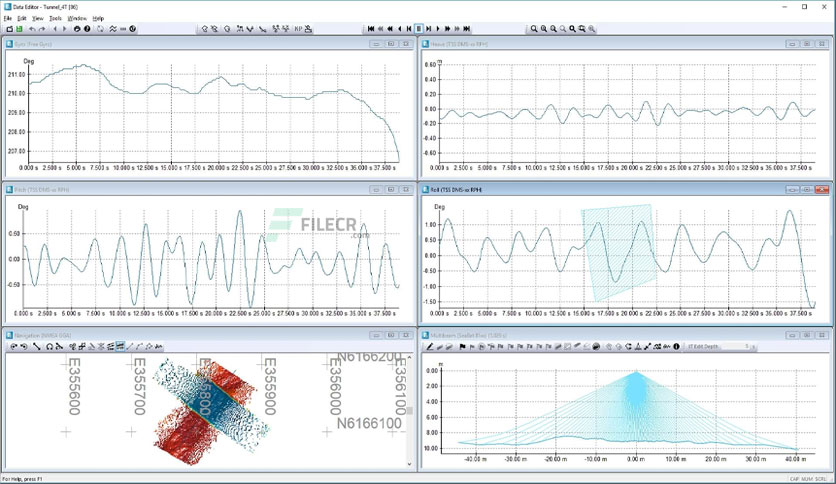 Data Editor - Tunnel_4T [06]
File Edit View Tools Window Help
KP
Gyro (True Gyro)
Deg
211.00
210.00
209.00
208.00
207.00
0.000 s 2.500 s 5.000 s 7.500 s 10.000 s 12.500 s 15.000 s 17.500 s 20.000 s 22.500 s 25.000 s 27.500 s 30.000 s 32.500 s 35.000 s 37.500 s
Heave (TSS DMS-xx RPH)
m
0.60
0.40
0.20
0.00
-0.20
-0.40
-0.60
0.000 s 2.500 s 5.000 s 7.500 s 10.000 s 12.500 s 15.000 s 17.500 s 20.000 s 22.500 s 25.000 s 27.500 s 30.000 s 32.500 s 35.000 s 37.500 s
Pitch (TSS DMS-xx RPH)
Deg
0.50
0.00
-0.50
0.000 s 2.500 s 5.000 s 7.500 s 10.000 s 12.500 s 15.000 s 17.500 s 20.000 s 22.500 s 25.000 s 27.500 s 30.000 s 32.500 s 35.000 s 37.500 s
FILECR
.com
Roll (TSS DMS-xx RPH)
Deg
1.00
0.50
0.00
-0.50
-1.00
-1.50
0.000 s 2.500 s 5.000 s 7.500 s 10.000 s 12.500 s 15.000 s 17.500 s 20.000 s 22.500 s 25.000 s 27.500 s 30.000 s 32.500 s 35.000 s 37.500 s
E355600
E355700
E355900
E356100
N6166200
N6166100
m
0.00
2.00
4.00
6.00
8.00
10.00
-40.00 m -30.00 m -20.00 m -10.00 m 0.00 m 10.00 m 20.00 m 30.00 m 40.00 m
For Help, press F1
CAP NUM SCRL